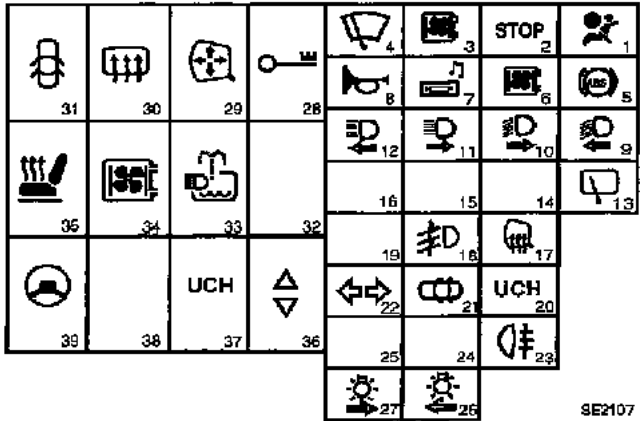 STOP
4 3 2 1
31 30 29 28
ABS
8 7 6 5
12 11 10 9
35 34 33 32
16 15 14 13
19 18 17
UCH
22 21 20
UCH
39 38 37 36
25 24 23
27 26
SE2107